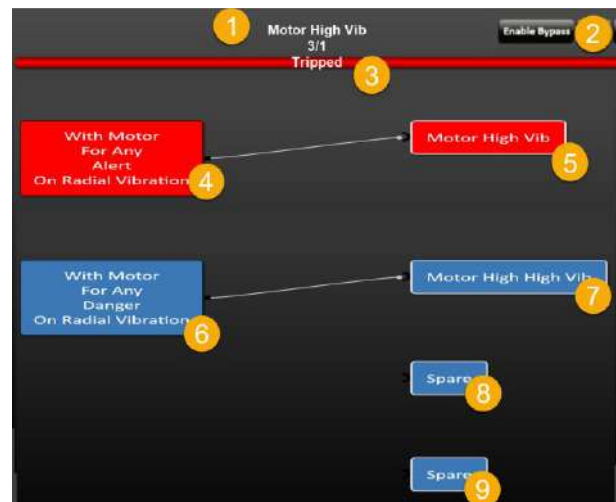 1
Motor High Vib
3/1
Tripped
Enable Bypass
2
3
With Motor
For Any
Alert
On Radial Vibration
4
Motor High Vib
5
With Motor
For Any
Danger
On Radial Vibration
6
Motor High High Vib
7
Spare
8
Spare
9